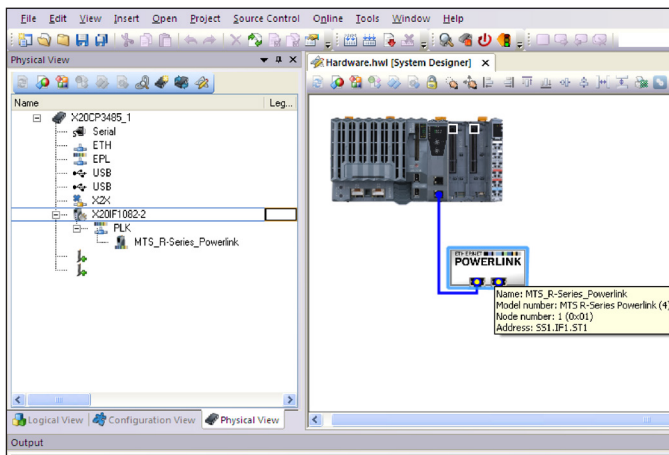 File Edit View Insert Open Project Source Control Online Tools Window Help
Physical View
Hardware.hwl [System Designer]
Name Leg...
X20CP3485_1
Serial
ETH
EPL
USB
USB
X2X
X20IF1082-2
PLK
MTS_R-Series_Powerlink
ETHERNET
POWERLINK
Name: MTS_R-Series_Powerlink
Model number: MTS R-Series Powerlink (4)
Node number: 1 (0x01)
Address: SS1.IF1.ST1
Logical View Configuration View Physical View
Output